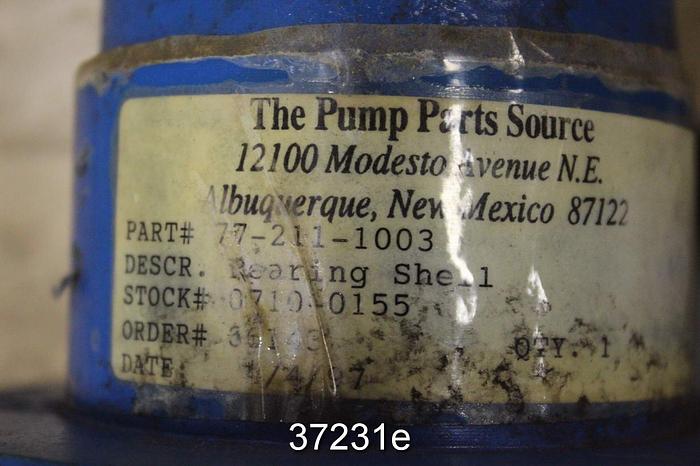 The Pump Parts Source
12100 Modesto Avenue N.E.
Albuquerque, New Mexico 87122
PART# 77-211-1003
DESCR. Bearing Shell
STOCK# 0710-0155
ORDER# QTY. 1
DATE
37231e